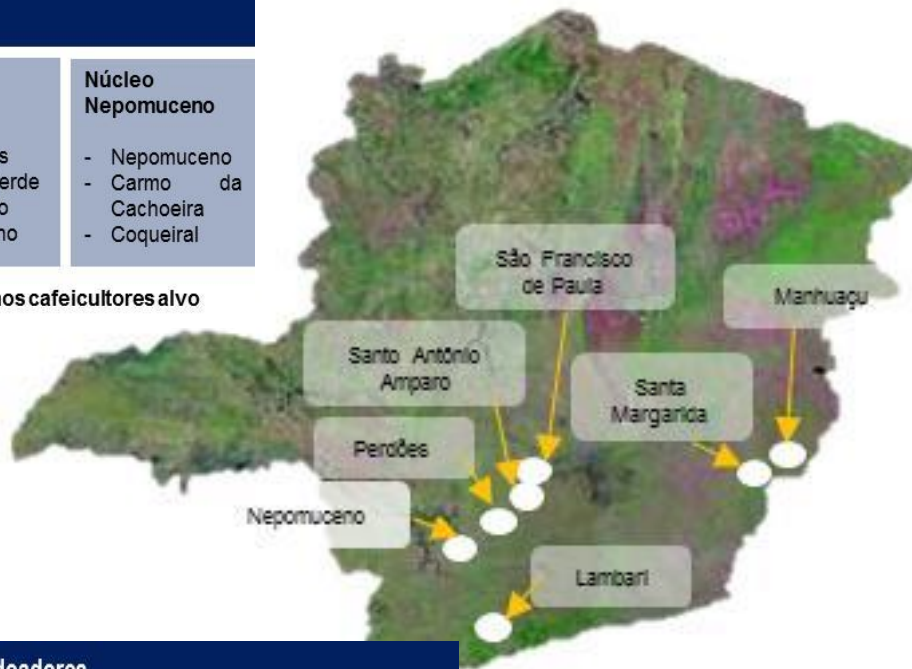 Núcleo
Nepomuceno
- Nepomuceno
- Carmo da
Cachoeira
- Coqueiral
s
erde
o
no
nos cafeicultores alvo
São Francisco
de Paula
Manhuaçu
Santo Antônio
Amparo
Santa
Margarida
Perdões
Nepomuceno
Lambari